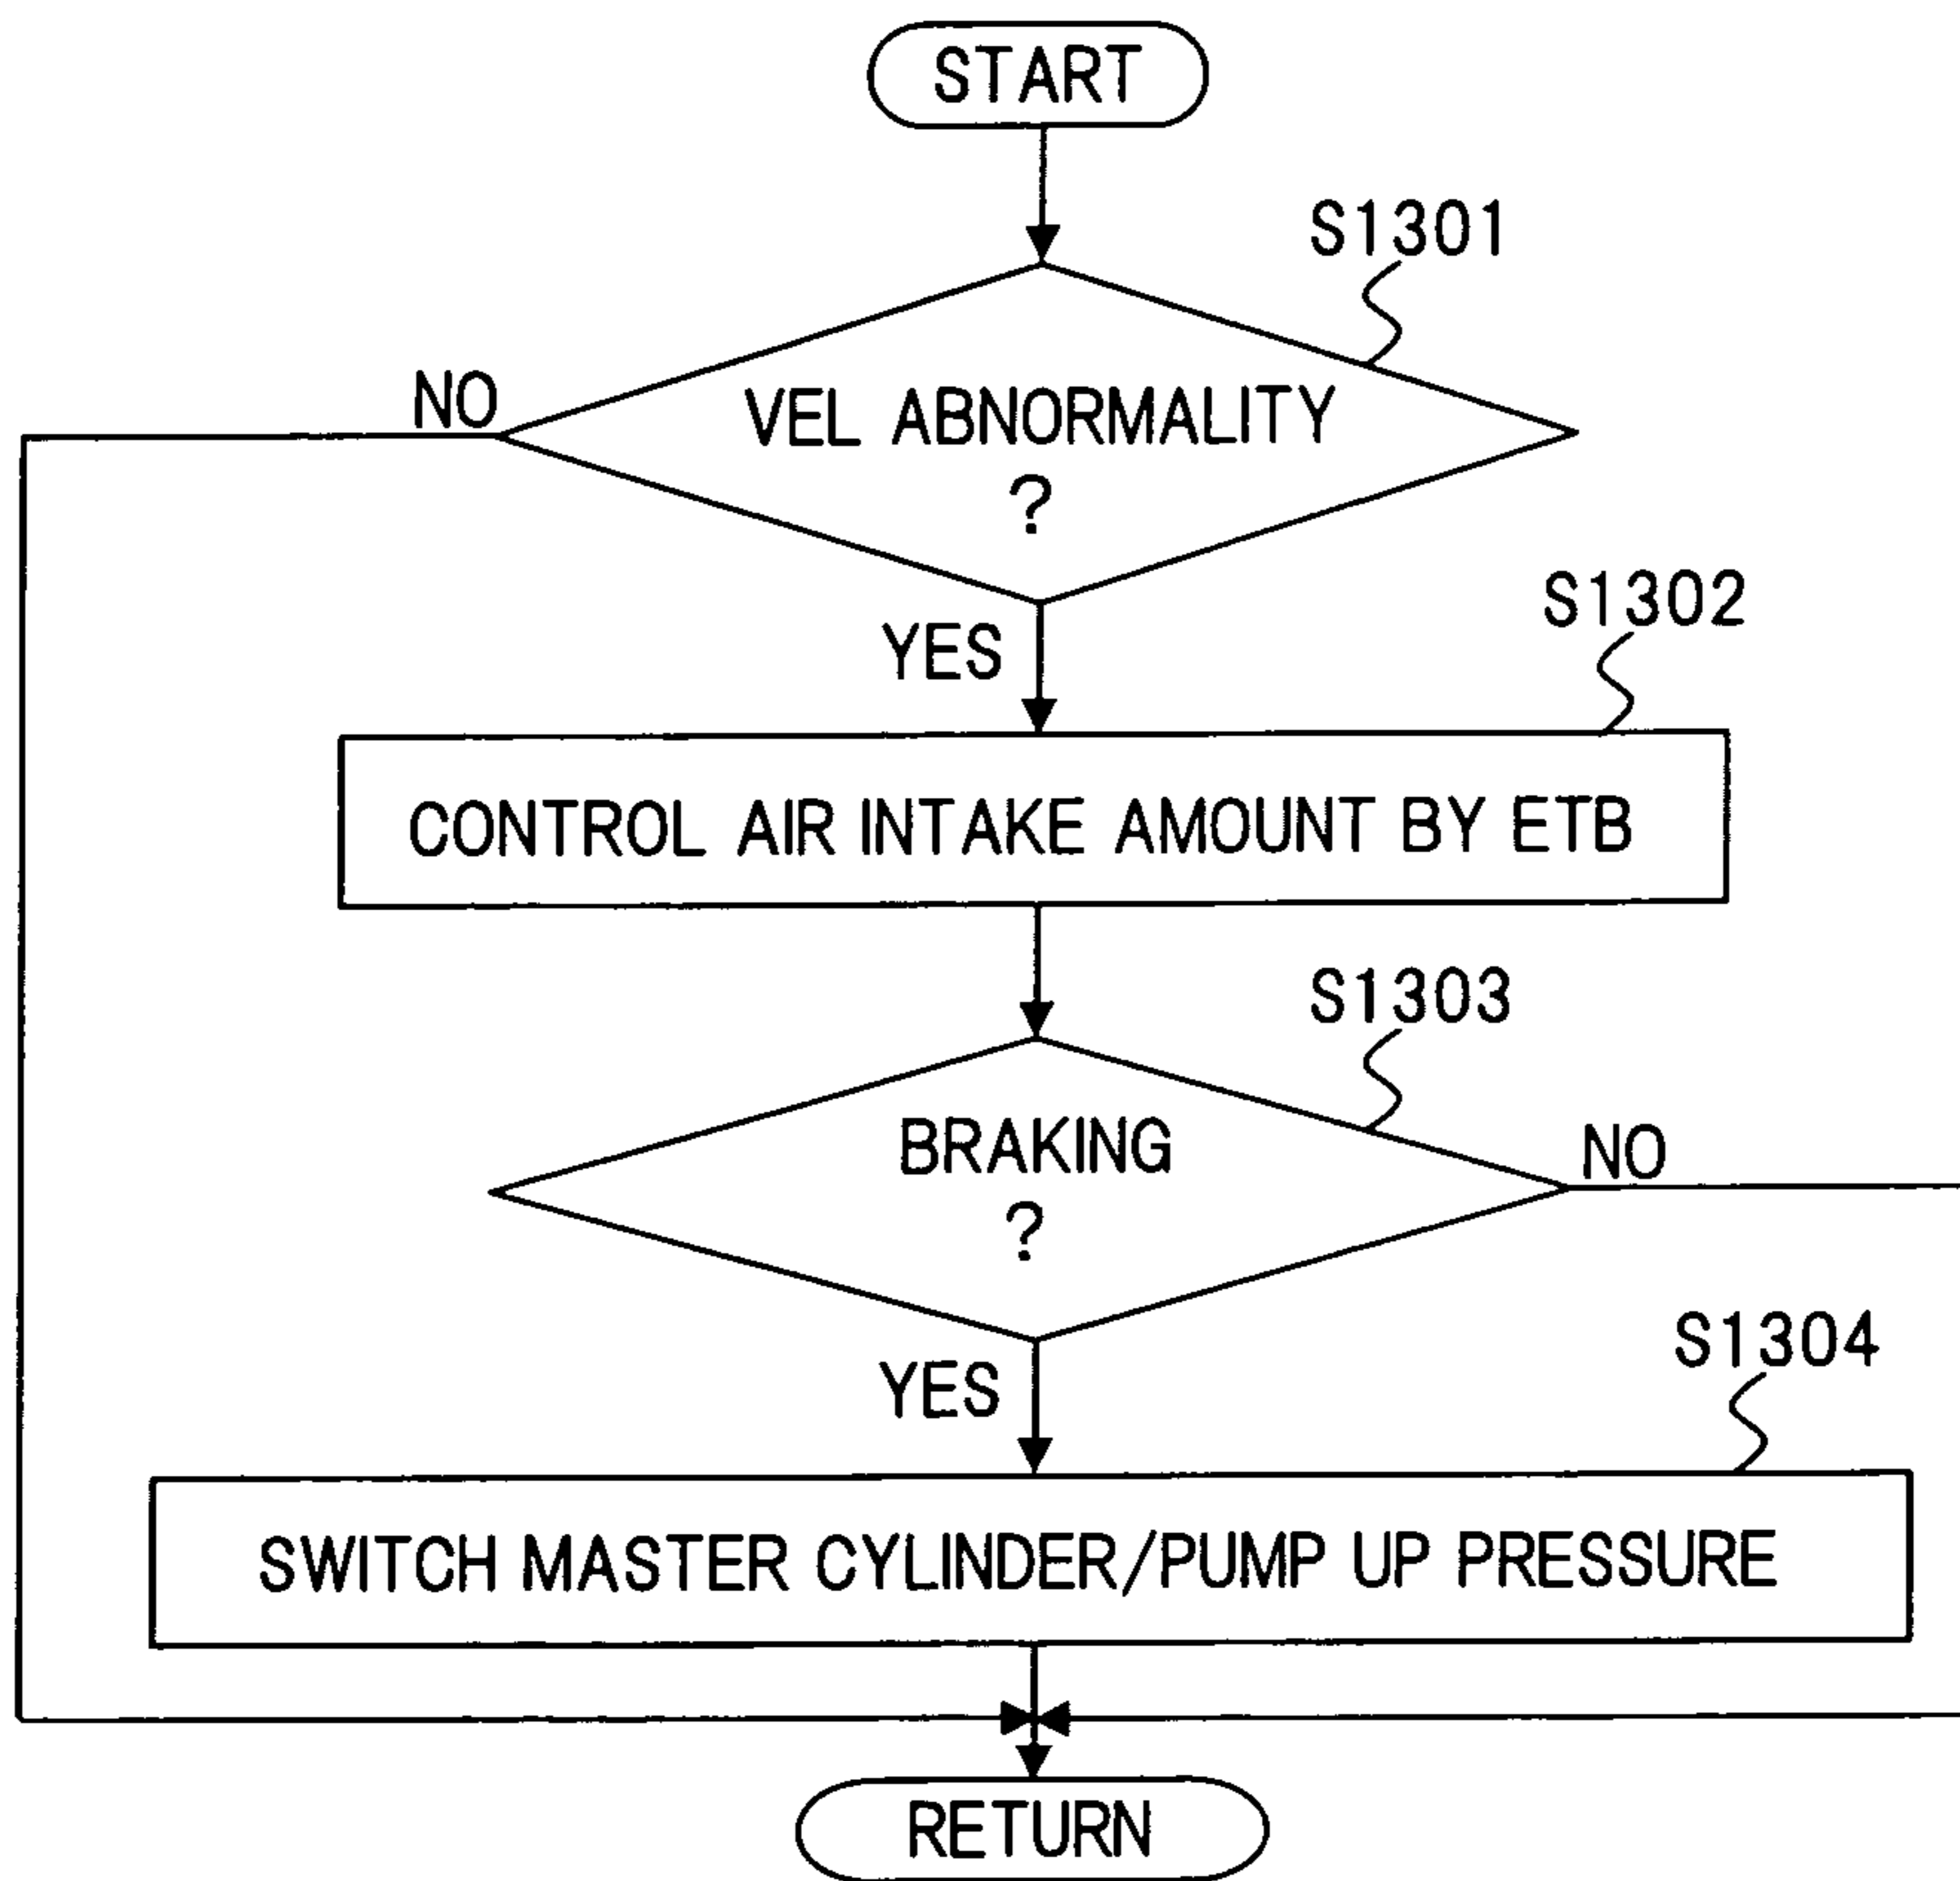 START
S1301
NO
VEL ABNORMALITY
?
S1302
YES
CONTROL AIR INTAKE AMOUNT BY ETB
S1303
BRAKING
?
NO
S1304
YES
SWITCH MASTER CYLINDER/PUMP UP PRESSURE
RETURN